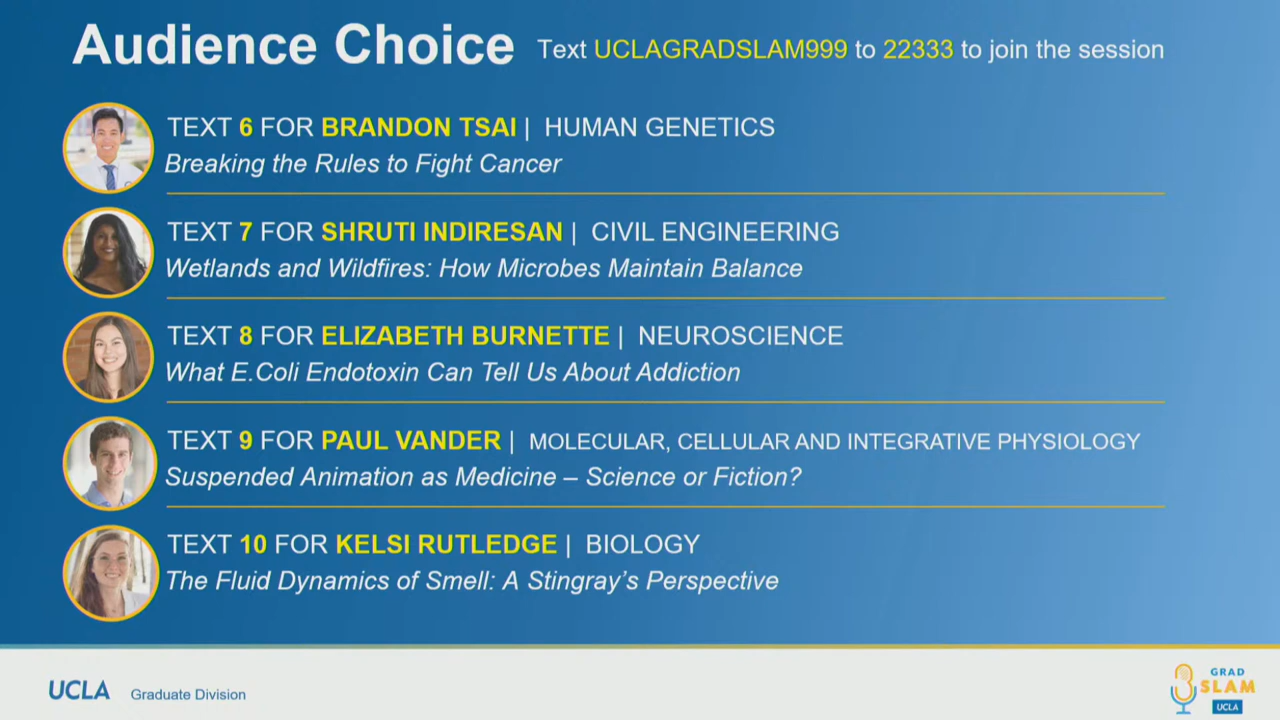 Audience Choice Text UCLAGRADSLAM999 to 22333 to join the session
TEXT 6 FOR BRANDON TSAI | HUMAN GENETICS
Breaking the Rules to Fight Cancer
TEXT 7 FOR SHRUTI INDIRESAN | CIVIL ENGINEERING
Wetlands and Wildfires: How Microbes Maintain Balance
TEXT 8 FOR ELIZABETH BURNETTE | NEUROSCIENCE
What E.Coli Endotoxin Can Tell Us About Addiction
TEXT 9 FOR PAUL VANDER | MOLECULAR, CELLULAR AND INTEGRATIVE PHYSIOLOGY
Suspended Animation as Medicine – Science or Fiction?
TEXT 10 FOR KELSI RUTLEDGE | BIOLOGY
The Fluid Dynamics of Smell: A Stingray's Perspective
UCLA Graduate Division
GRAD
SLAM
UCLA